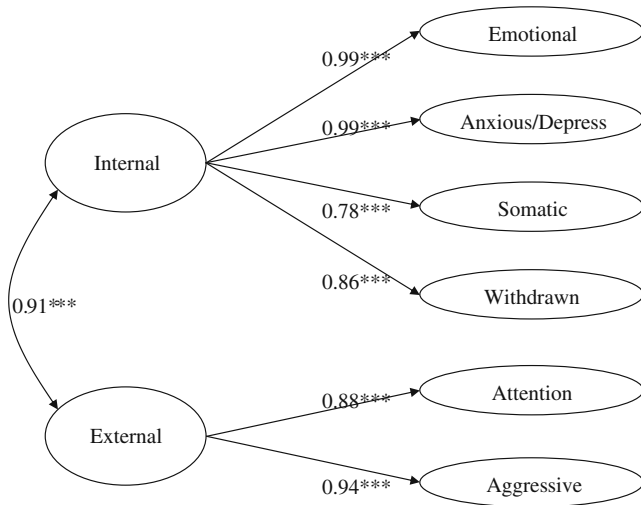 Emotional
0.99***
Anxious/Depress
0.99***
Internal
Somatic
0.78***
Withdrawn
0.86***
0.91***
Attention
0.88***
External
Aggressive
0.94***